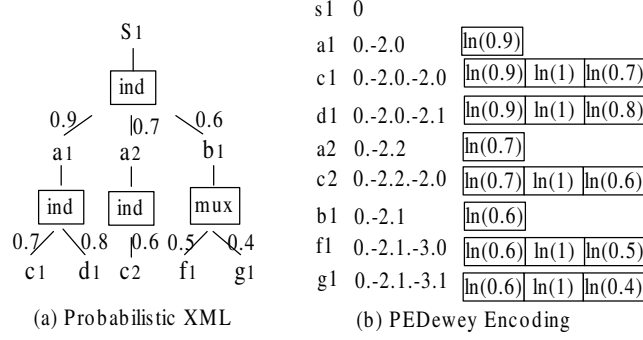 S1
ind
0.9 0.7 0.6
a1 a2 b1
ind ind mux
0.7 0.8 0.6 0.5 0.4
c1 d1 c2 f1 g1
(a) Probabilistic XML
s1 0
a1 0.-2.0 ln(0.9)
c1 0.-2.0.-2.0 ln(0.9) ln(1) ln(0.7)
d1 0.-2.0.-2.1 ln(0.9) ln(1) ln(0.8)
a2 0.-2.2 ln(0.7)
c2 0.-2.2.-2.0 ln(0.7) ln(1) ln(0.6)
b1 0.-2.1 ln(0.6)
f1 0.-2.1.-3.0 ln(0.6) ln(1) ln(0.5)
g1 0.-2.1.-3.1 ln(0.6) ln(1) ln(0.4)
(b) PEDewey Encoding